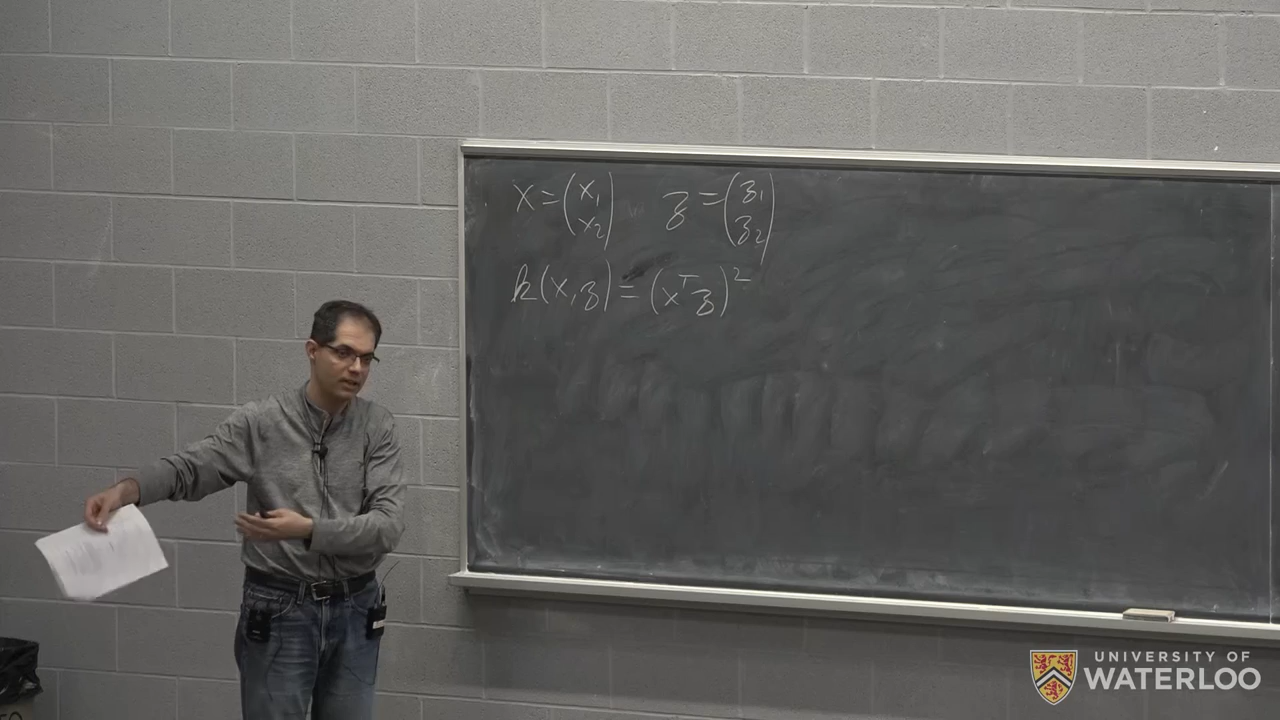 x = (x₁ x₂) z = (z₁ z₂)
k(x, z) = (xᵀz)²
UNIVERSITY OF
WATERLOO